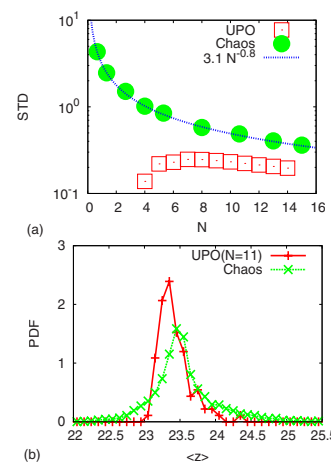 UPO
Chaos
3.1 N^-0.8
10^1
10^0
10^-1
STD
0 2 4 6 8 10 12 14 16
N
(a)
UPO(N=11)
Chaos
3
2
1
0
PDF
22 22.5 23 23.5 24 24.5 25 25.5
<z>
(b)